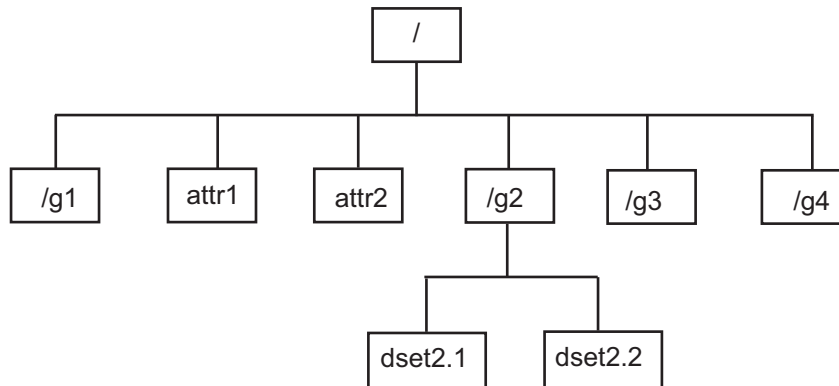 /
/g1
attr1
attr2
/g2
/g3
/g4
dset2.1
dset2.2